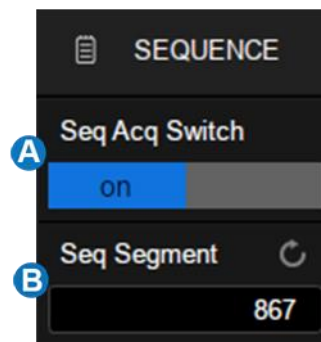 SEQUENCE
Seq Acq Switch
A
on
Seq Segment
B
867